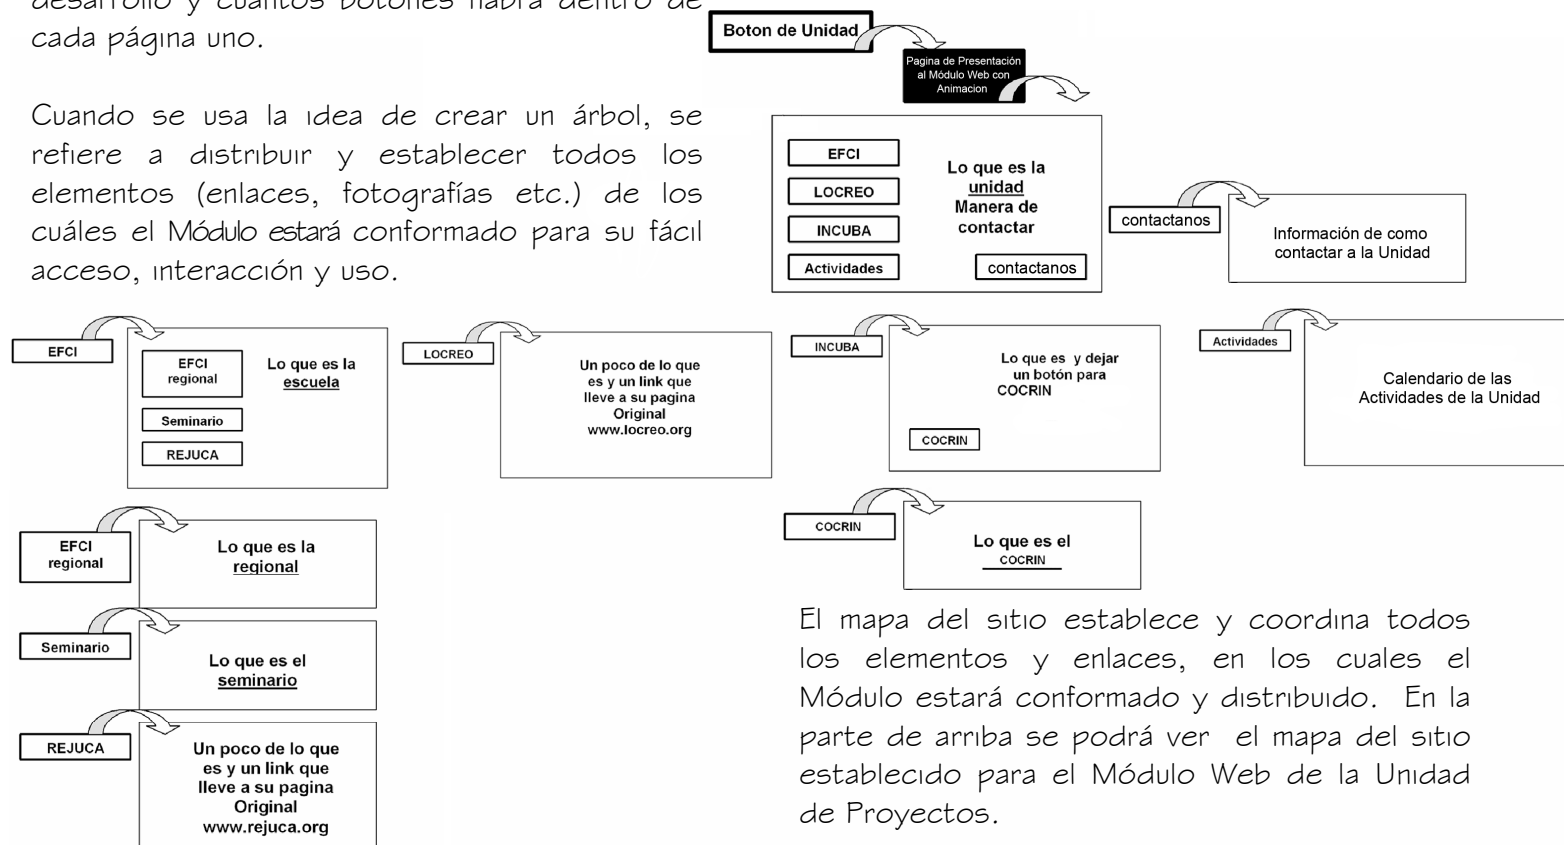 desarrollo y cuántos botones habrá dentro de
cada página uno.
Cuando se usa la idea de crear un árbol, se
refiere a distribuir y establecer todos los
elementos (enlaces, fotografías etc.) de los
cuáles el Módulo estará conformado para su fácil
acceso, interacción y uso.
Boton de Unidad
Pagina de Presentación
al Módulo Web con
Animacion
EFCI
LOCREO
INCUBA
Actividades
Lo que es la
unidad
Manera de
contactar
contactanos
contactanos
Información de como
contactar a la Unidad
EFCI
EFCI
regional
Seminario
REJUCA
Lo que es la
escuela
LOCREO
Un poco de lo que
es y un link que
lleve a su pagina
Original
www.locreo.org
INCUBA
Lo que es y dejar
un botón para
COCRIN
COCRIN
Actividades
Calendario de las
Actividades de la Unidad
EFCI
regional
Lo que es la
regional
Seminario
Lo que es el
seminario
REJUCA
Un poco de lo que
es y un link que
lleve a su pagina
Original
www.rejuca.org
COCRIN
Lo que es el
COCRIN
El mapa del sitio establece y coordina todos
los elementos y enlaces, en los cuales el
Módulo estará conformado y distribuido. En la
parte de arriba se podrá ver el mapa del sitio
establecido para el Módulo Web de la Unidad
de Proyectos.